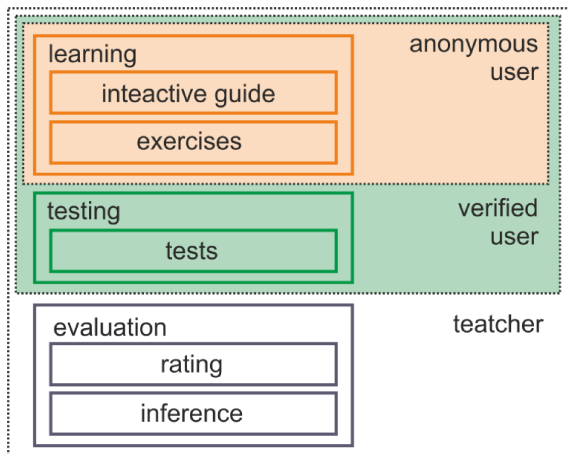 learning
anonymous
user
inteactive guide
exercises
testing
verified
user
tests
evaluation
teatcher
rating
inference